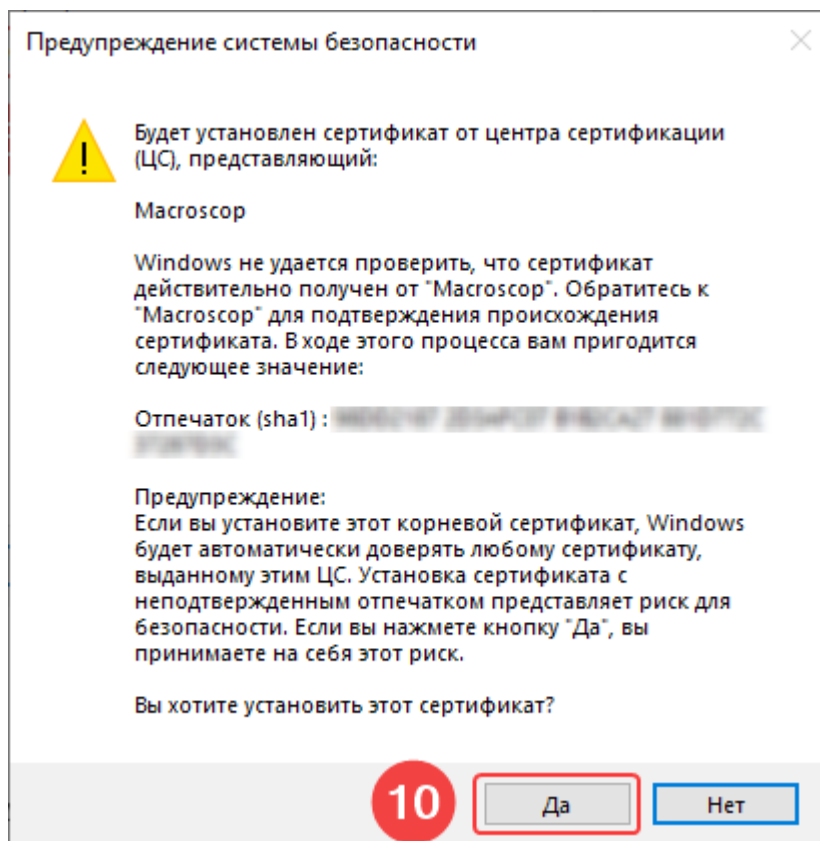 Предупреждение системы безопасности
Будет установлен сертификат от центра сертификации
(ЦС), представляющий:
Macroscop
Windows не удается проверить, что сертификат
действительно получен от "Macroscop". Обратитесь к
"Macroscop" для подтверждения происхождения
сертификата. В ходе этого процесса вам пригодится
следующее значение:
Отпечаток (sha1) :
Предупреждение:
Если вы установите этот корневой сертификат, Windows
будет автоматически доверять любому сертификату,
выданному этим ЦС. Установка сертификата с
неподтвержденным отпечатком представляет риск для
безопасности. Если вы нажмете кнопку "Да", вы
принимаете на себя этот риск.
Вы хотите установить этот сертификат?
10 Да Нет